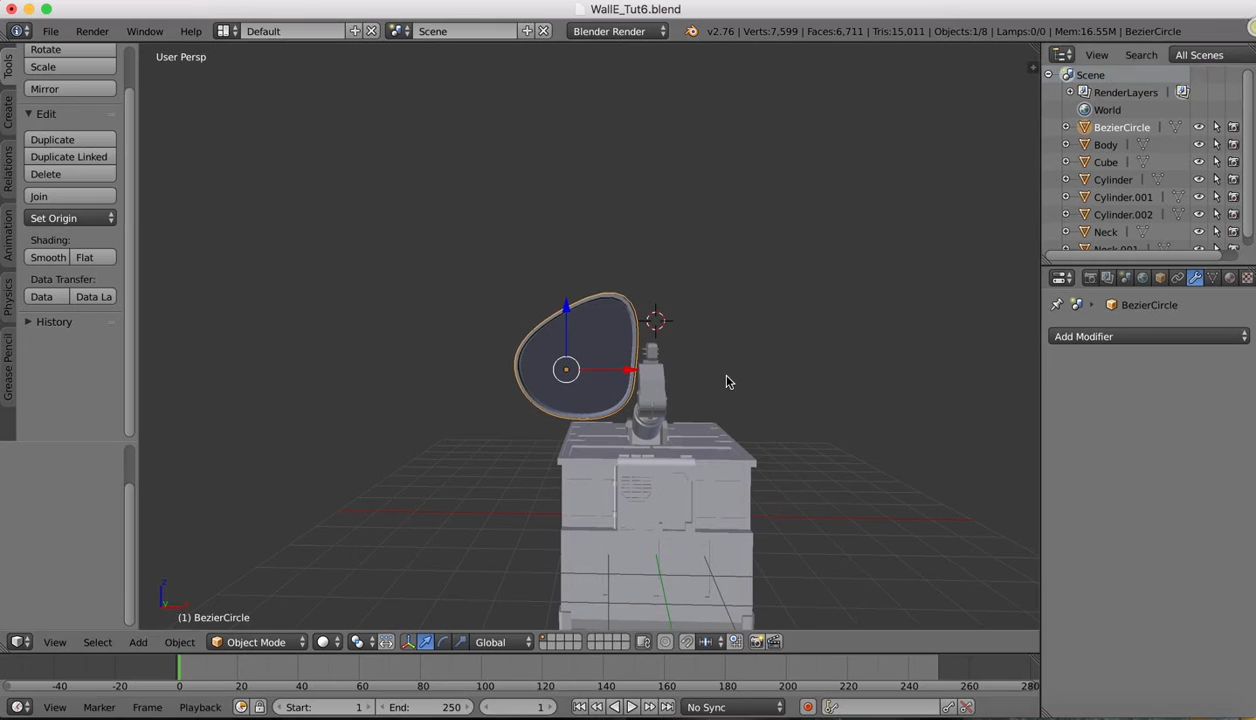 WallE_Tut6.blend
File Render Window Help Default Scene Blender Render v2.76 | Verts:7,599 | Faces:6,711 | Tris:15,011 | Objects:1/8 | Lamps:0/0 | Mem:16.55M | BezierCircle
User Persp
Tools
Create
Relations
Animation
Physics
Grease Pencil
Rotate
Scale
Mirror
Edit
Duplicate
Duplicate Linked
Delete
Join
Set Origin
Shading:
Smooth Flat
Data Transfer:
Data Data La
History
View Search All Scenes
Scene
RenderLayers
World
BezierCircle
Body
Cube
Cylinder
Cylinder.001
Cylinder.002
Neck
Neck.001
BezierCircle
Add Modifier
z
(1) BezierCircle
View Select Add Object Object Mode Global
-40 -20 0 20 40 60 80 100 120 140 160 180 200 220 240 260 280
View Marker Frame Playback Start: 1 End: 250 1 No Sync